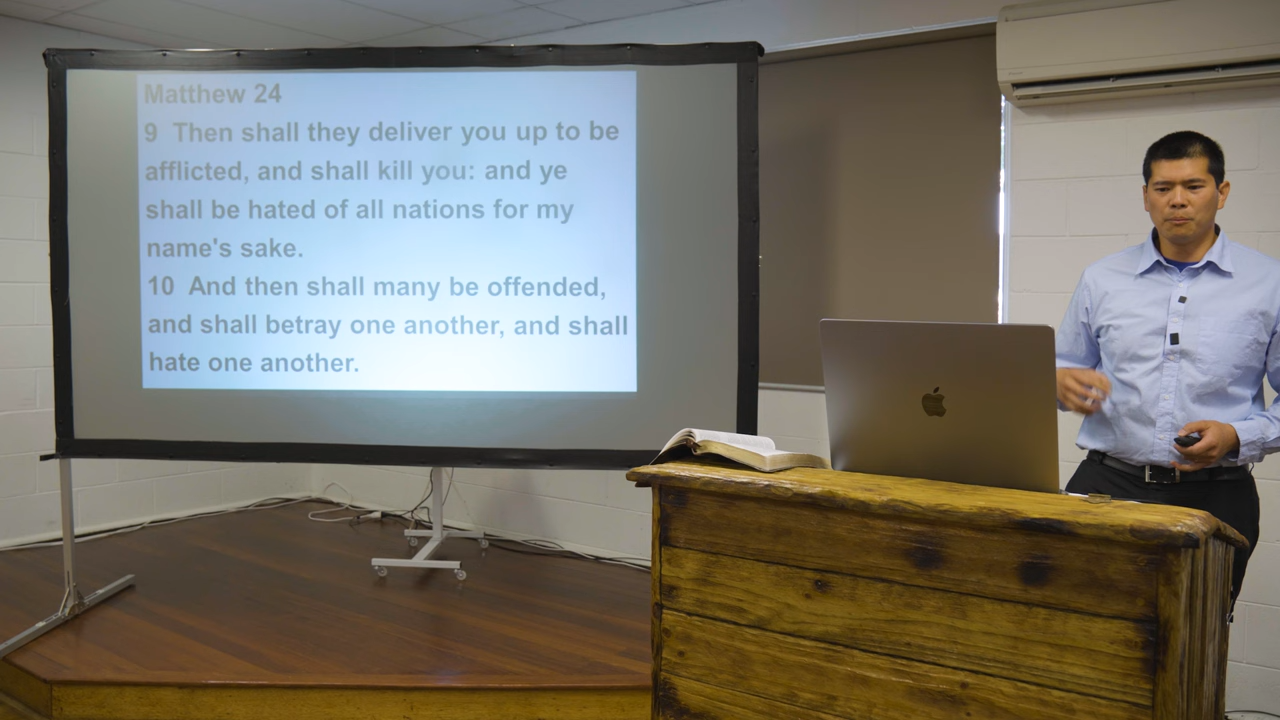 Matthew 24
9 Then shall they deliver you up to be
afflicted, and shall kill you: and ye
shall be hated of all nations for my
name's sake.
10 And then shall many be offended,
and shall betray one another, and shall
hate one another.